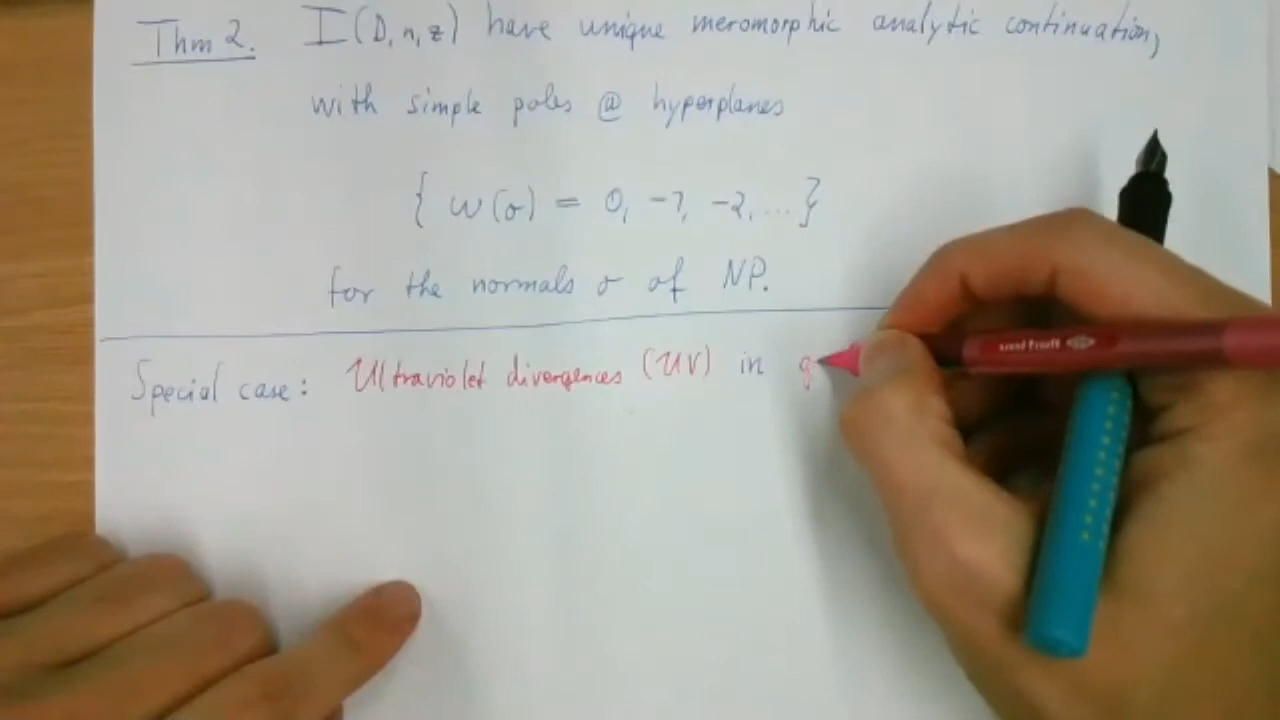 Thm 2. I(D, n, z) have unique meromorphic analytic continuation,
with simple poles @ hyperplanes
{ w(σ) = 0, -1, -2, ... }
for the normals σ of NP.
Special case: Ultraviolet divergences (UV) in g